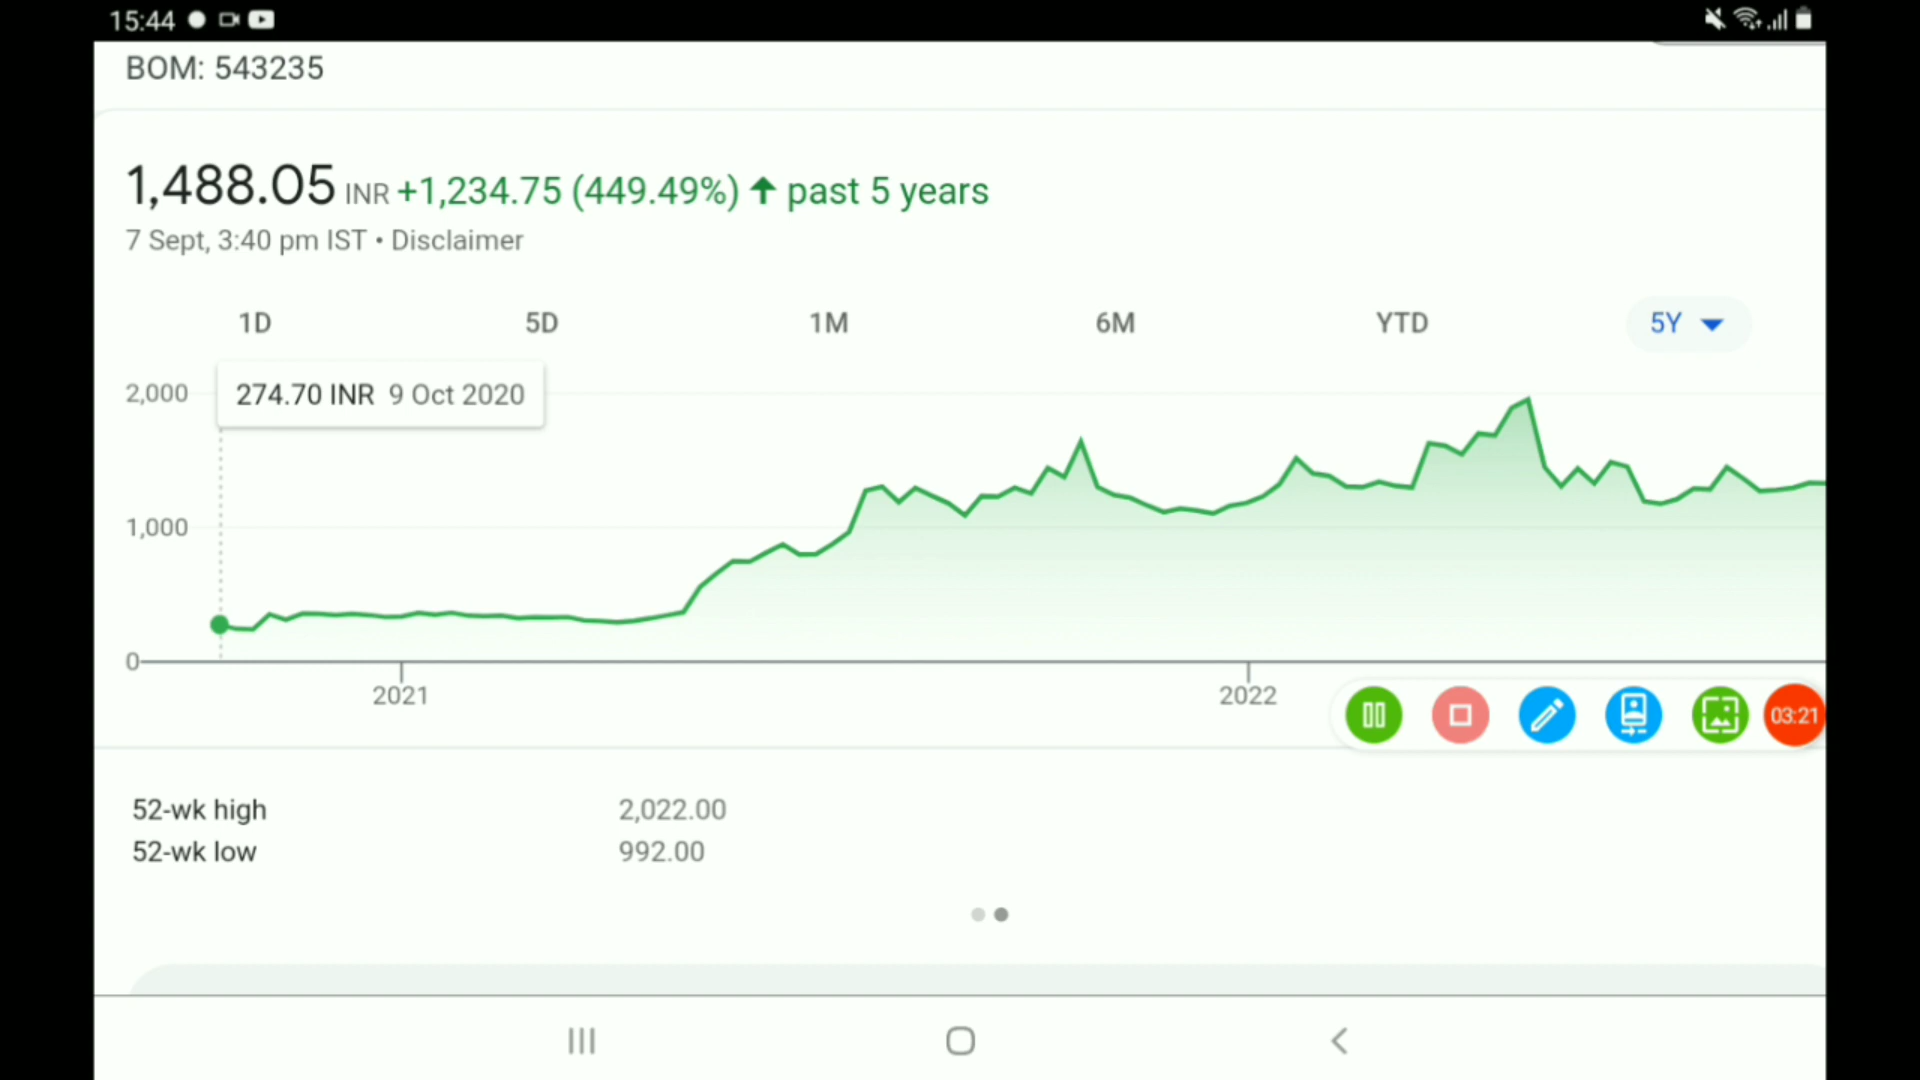 15:44
BOM: 543235
1,488.05 INR +1,234.75 (449.49%) ↑ past 5 years
7 Sept, 3:40 pm IST • Disclaimer
1D 5D 1M 6M YTD 5Y
274.70 INR 9 Oct 2020
2,000
1,000
0
2021 2022
03:21
52-wk high 2,022.00
52-wk low 992.00